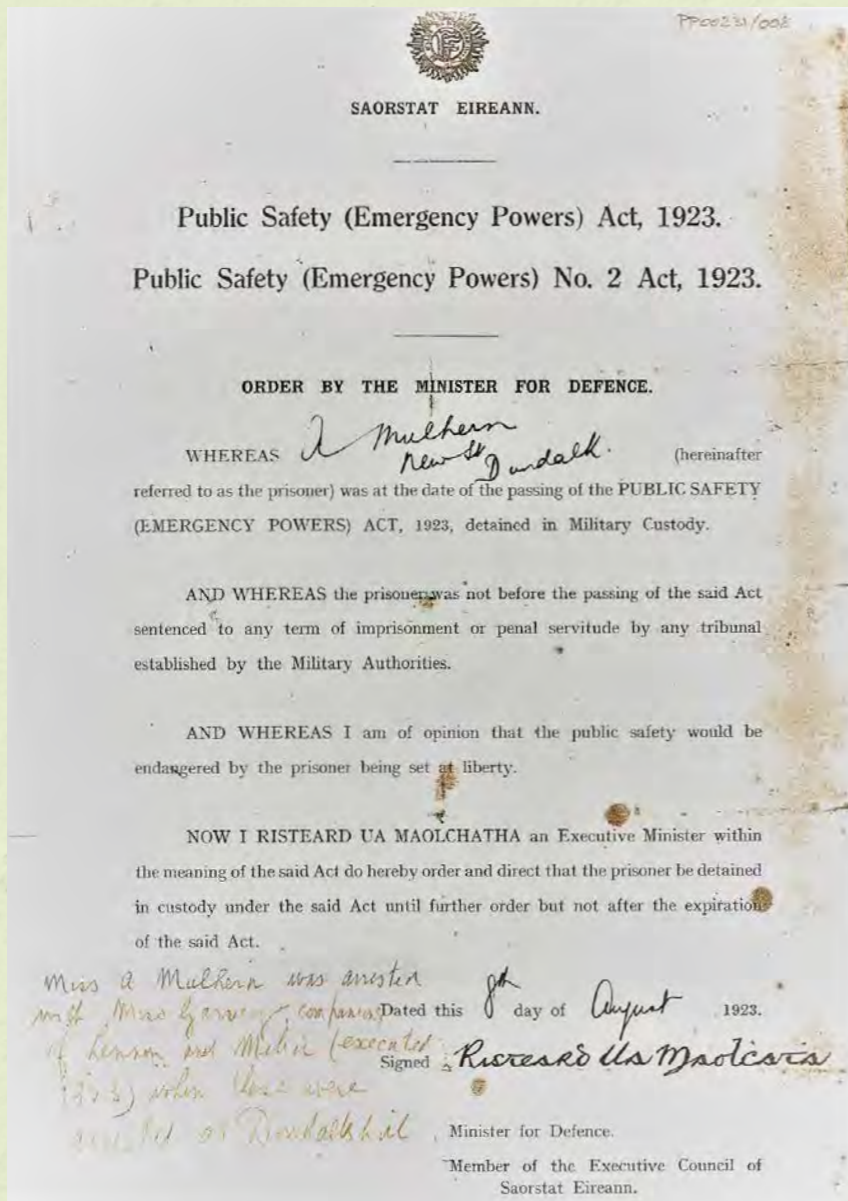 PP00231/008
SAORSTAT EIREANN.
Public Safety (Emergency Powers) Act, 1923.
Public Safety (Emergency Powers) No. 2 Act, 1923.
ORDER BY THE MINISTER FOR DEFENCE.
WHEREAS A Mulhern
New St Dundalk. (hereinafter
referred to as the prisoner) was at the date of the passing of the PUBLIC SAFETY
(EMERGENCY POWERS) ACT, 1923, detained in Military Custody.
AND WHEREAS the prisoner was not before the passing of the said Act
sentenced to any term of imprisonment or penal servitude by any tribunal
established by the Military Authorities.
AND WHEREAS I am of opinion that the public safety would be
endangered by the prisoner being set at liberty.
NOW I RISTEARD UA MAOLCHATHA an Executive Minister within
the meaning of the said Act do hereby order and direct that the prisoner be detained
in custody under the said Act until further order but not after the expiration
of the said Act.
Miss A Mulhern was arrested
with Miss Garvey companions
of Lennon and Melia (executed
1923) when these were
arrested at
Dated this 8th day of August 1923.
Signed Risteard Ua Maolcata
Minister for Defence.
Member of the Executive Council of
Saorstat Eireann.